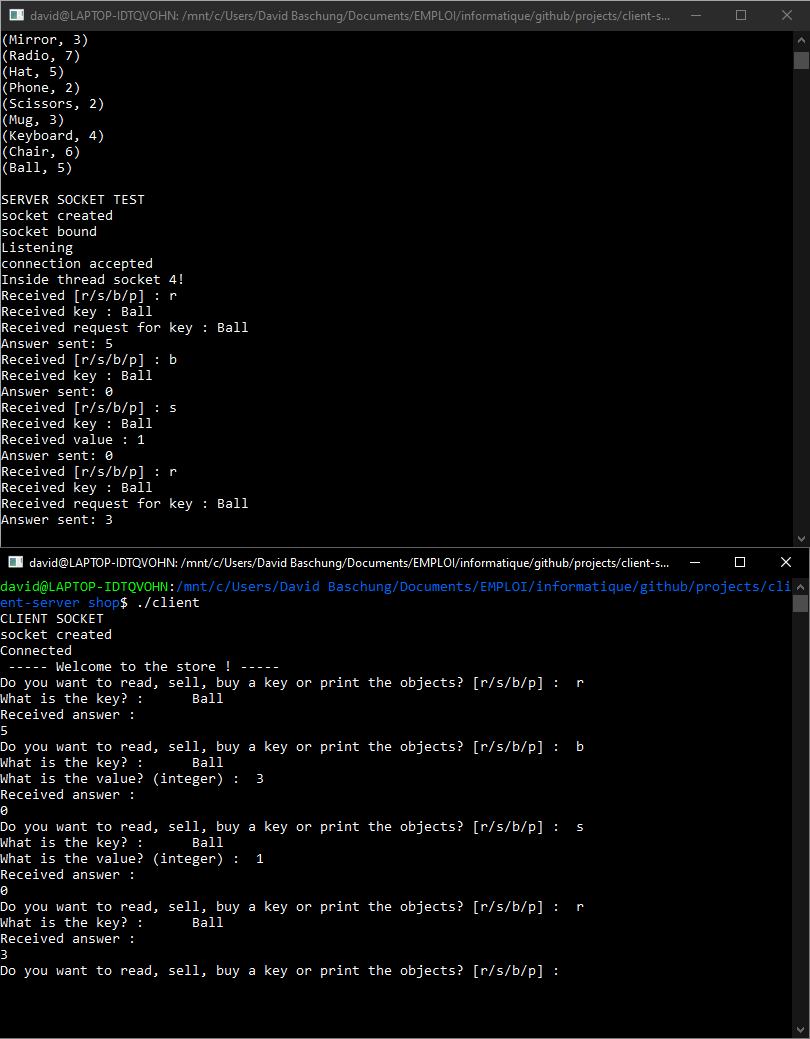 david@LAPTOP-IDTQVOHN: /mnt/c/Users/David Baschung/Documents/EMPLOI/informatique/github/projects/client-s...
(Mirror, 3)
(Radio, 7)
(Hat, 5)
(Phone, 2)
(Scissors, 2)
(Mug, 3)
(Keyboard, 4)
(Chair, 6)
(Ball, 5)
SERVER SOCKET TEST
socket created
socket bound
Listening
connection accepted
Inside thread socket 4!
Received [r/s/b/p] : r
Received key : Ball
Received request for key : Ball
Answer sent: 5
Received [r/s/b/p] : b
Received key : Ball
Answer sent: 0
Received [r/s/b/p] : s
Received key : Ball
Received value : 1
Answer sent: 0
Received [r/s/b/p] : r
Received key : Ball
Received request for key : Ball
Answer sent: 3
david@LAPTOP-IDTQVOHN: /mnt/c/Users/David Baschung/Documents/EMPLOI/informatique/github/projects/client-s...
david@LAPTOP-IDTQVOHN:/mnt/c/Users/David Baschung/Documents/EMPLOI/informatique/github/projects/cli
ent-server shop$ ./client
CLIENT SOCKET
socket created
Connected
----- Welcome to the store ! -----
Do you want to read, sell, buy a key or print the objects? [r/s/b/p] : r
What is the key? : Ball
Received answer :
5
Do you want to read, sell, buy a key or print the objects? [r/s/b/p] : b
What is the key? : Ball
What is the value? (integer) : 3
Received answer :
0
Do you want to read, sell, buy a key or print the objects? [r/s/b/p] : s
What is the key? : Ball
What is the value? (integer) : 1
Received answer :
0
Do you want to read, sell, buy a key or print the objects? [r/s/b/p] : r
What is the key? : Ball
Received answer :
3
Do you want to read, sell, buy a key or print the objects? [r/s/b/p] :